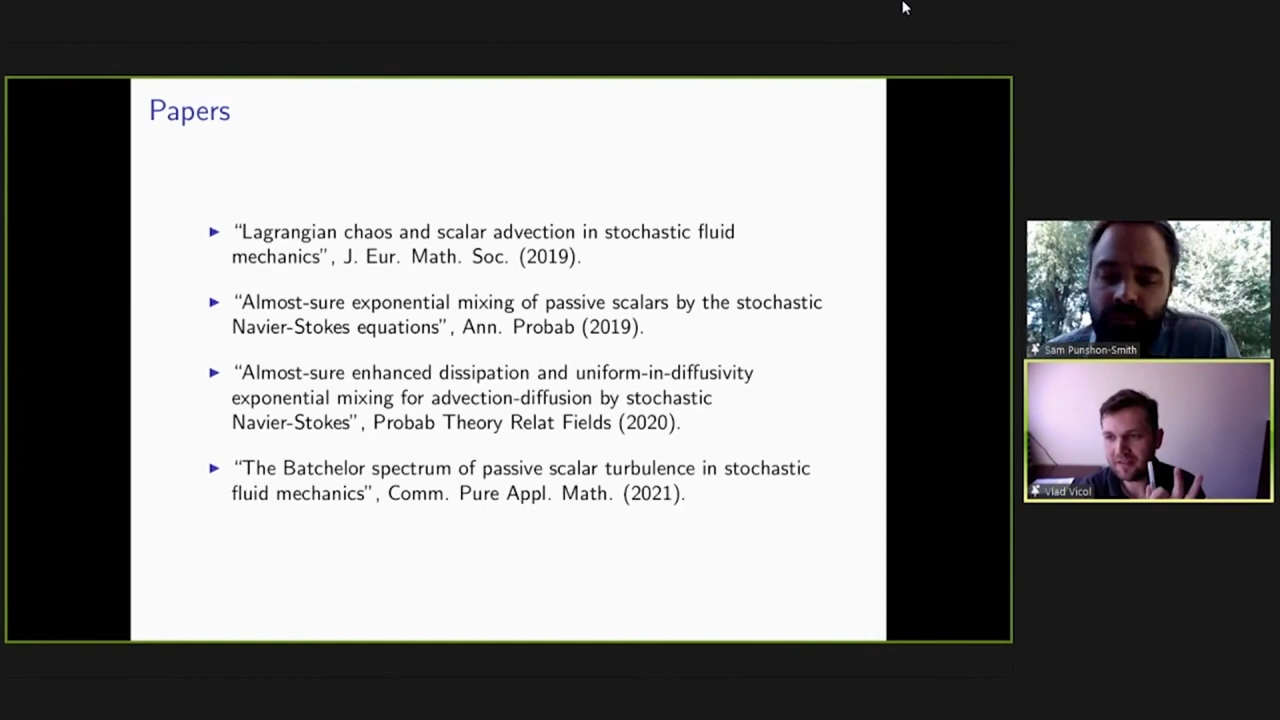 Papers
▶ “Lagrangian chaos and scalar advection in stochastic fluid
mechanics”, J. Eur. Math. Soc. (2019).
▶ “Almost-sure exponential mixing of passive scalars by the stochastic
Navier-Stokes equations”, Ann. Probab (2019).
▶ “Almost-sure enhanced dissipation and uniform-in-diffusivity
exponential mixing for advection-diffusion by stochastic
Navier-Stokes”, Probab Theory Relat Fields (2020).
▶ “The Batchelor spectrum of passive scalar turbulence in stochastic
fluid mechanics”, Comm. Pure Appl. Math. (2021).
Sam Punshon-Smith
Vlad Vicol